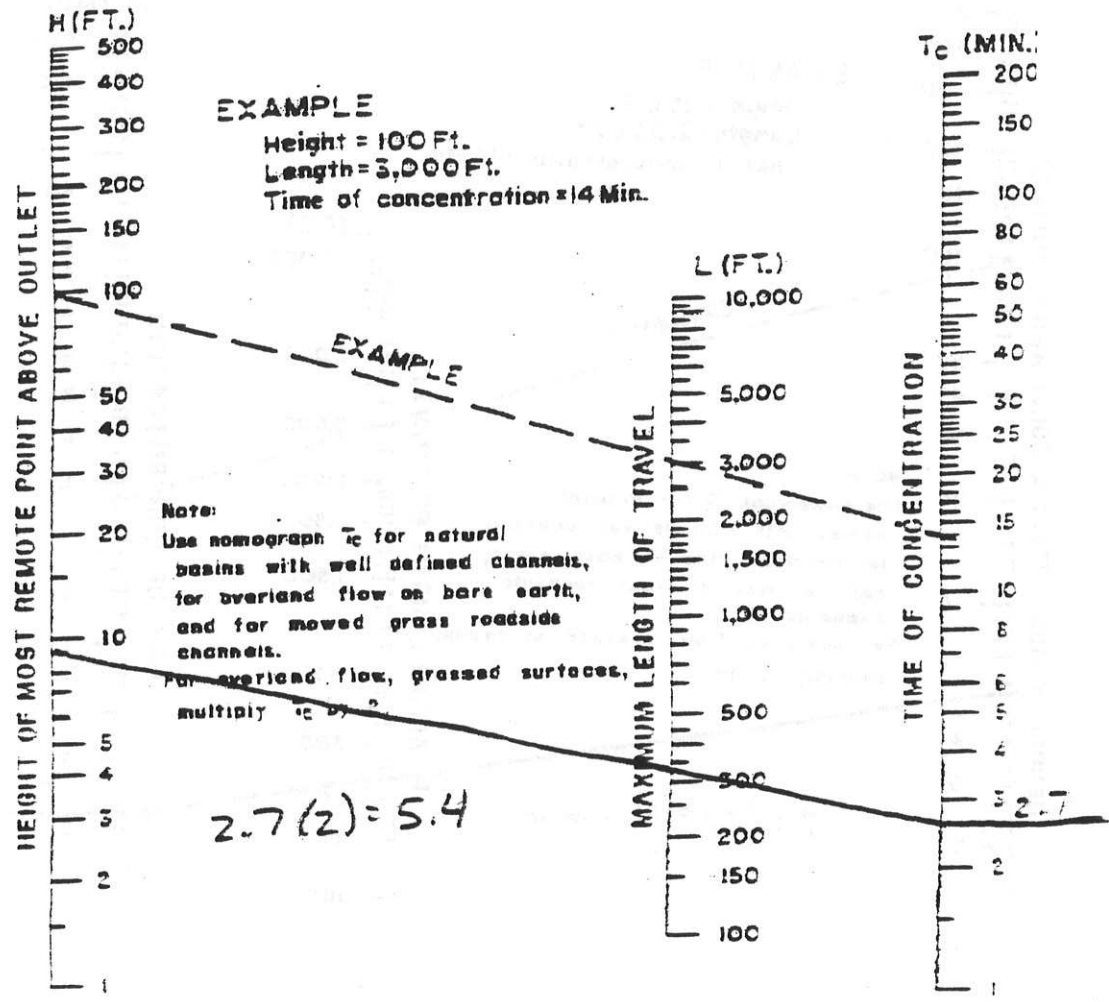 H (FT.)
500
400
300
200
150
100
50
40
30
20
10
5
4
3
2
1
HEIGHT OF MOST REMOTE POINT ABOVE OUTLET
EXAMPLE
Height = 100 Ft.
Length = 3,000 Ft.
Time of concentration = 14 Min.
EXAMPLE
Note:
Use nomograph Tc for natural
basins with well defined channels,
for overland flow on bare earth,
and for mowed grass roadside
channels.
For overland flow, grassed surfaces,
multiply Tc by 2
2.7 (2) = 5.4
L (FT.)
10,000
5,000
3,000
2,000
1,500
1,000
500
300
200
150
100
MAXIMUM LENGTH OF TRAVEL
Tc (MIN.)
200
150
100
80
60
50
40
30
25
20
15
10
8
6
5
4
3
2.7
2
1
TIME OF CONCENTRATION